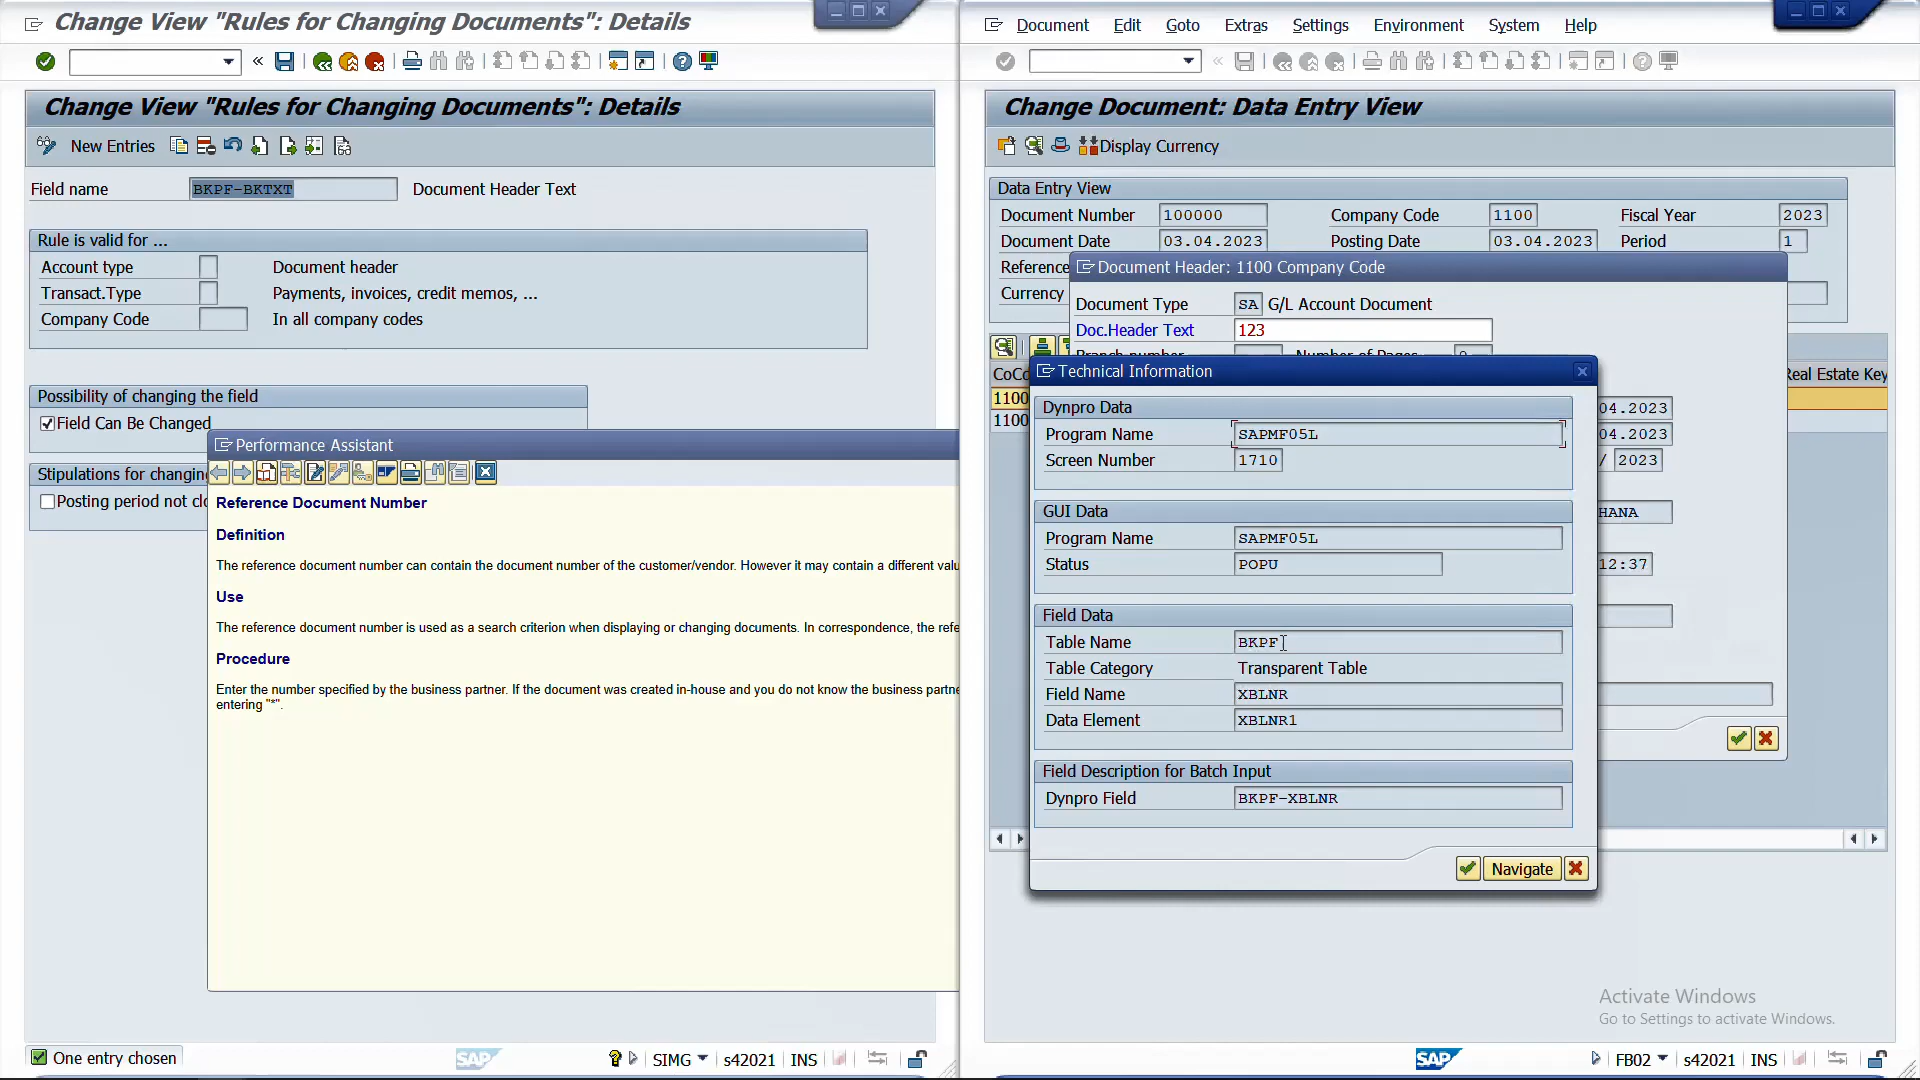 Change View "Rules for Changing Documents": Details
Change View "Rules for Changing Documents": Details
New Entries
Field name BKPF-BKTXT Document Header Text
Rule is valid for ...
Account type Document header
Transact.Type Payments, invoices, credit memos, ...
Company Code In all company codes
Possibility of changing the field
Field Can Be Changed
Stipulations for changing
Posting period not clo
Performance Assistant
Reference Document Number
Definition
The reference document number can contain the document number of the customer/vendor. However it may contain a different valu
Use
The reference document number is used as a search criterion when displaying or changing documents. In correspondence, the refe
Procedure
Enter the number specified by the business partner. If the document was created in-house and you do not know the business partne
entering "*".
One entry chosen
SAP
SIMG s42021 INS
Document Edit Goto Extras Settings Environment System Help
Change Document: Data Entry View
Display Currency
Data Entry View
Document Number 100000 Company Code 1100 Fiscal Year 2023
Document Date 03.04.2023 Posting Date 03.04.2023 Period 1
Reference
Currency
CoCd
Real Estate Key
1100
1100
Document Header: 1100 Company Code
Document Type SA G/L Account Document
Doc.Header Text 123
Branch number Number of Pages 0
04.2023
04.2023
/ 2023
HANA
12:37
Technical Information
Dynpro Data
Program Name SAPMF05L
Screen Number 1710
GUI Data
Program Name SAPMF05L
Status POPU
Field Data
Table Name BKPF
Table Category Transparent Table
Field Name XBLNR
Data Element XBLNR1
Field Description for Batch Input
Dynpro Field BKPF-XBLNR
Navigate
Activate Windows
Go to Settings to activate Windows.
SAP
FB02 s42021 INS